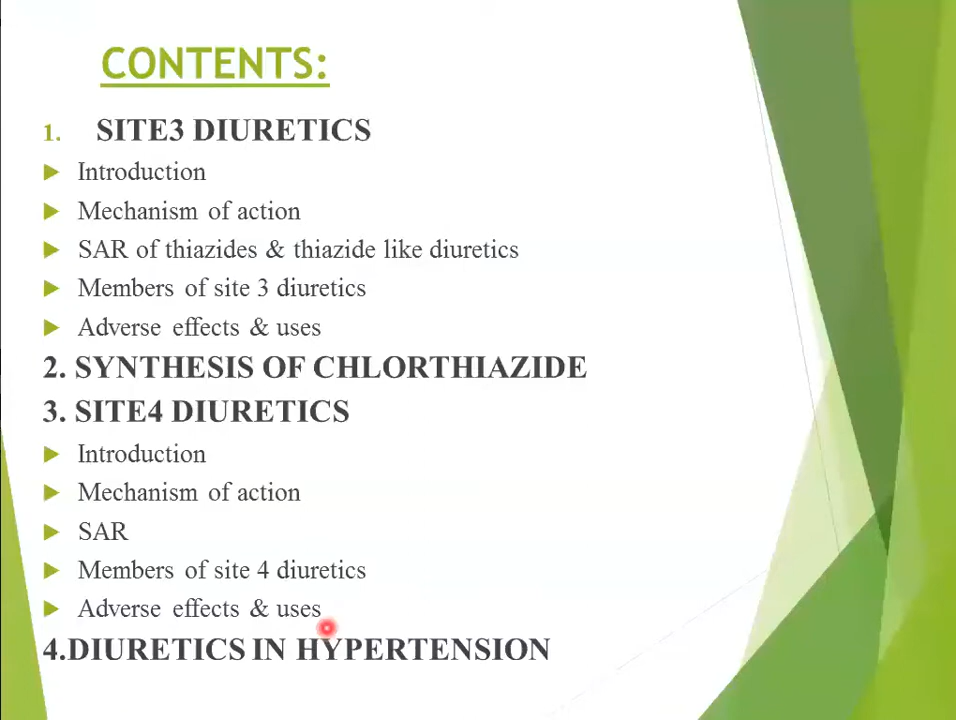 CONTENTS:
1. SITE3 DIURETICS
Introduction
Mechanism of action
SAR of thiazides & thiazide like diuretics
Members of site 3 diuretics
Adverse effects & uses
2. SYNTHESIS OF CHLORTHIAZIDE
3. SITE4 DIURETICS
Introduction
Mechanism of action
SAR
Members of site 4 diuretics
Adverse effects & uses
4.DIURETICS IN HYPERTENSION